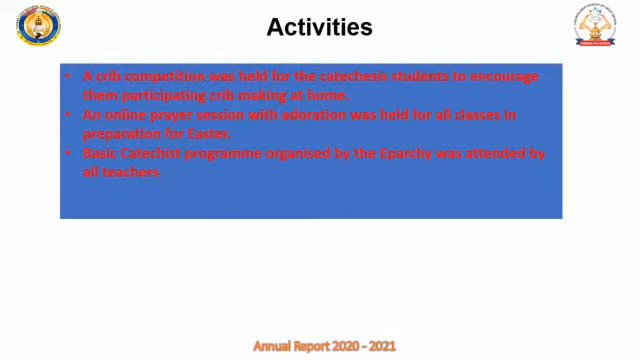 Activities
• A crib competition was held for the catechesis students to encourage
them participating crib making at home.
• An online prayer session with adoration was held for all classes in
preparation for Easter.
• Basic Catechist programme organised by the Eparchy was attended by
all teachers
Annual Report 2020 - 2021